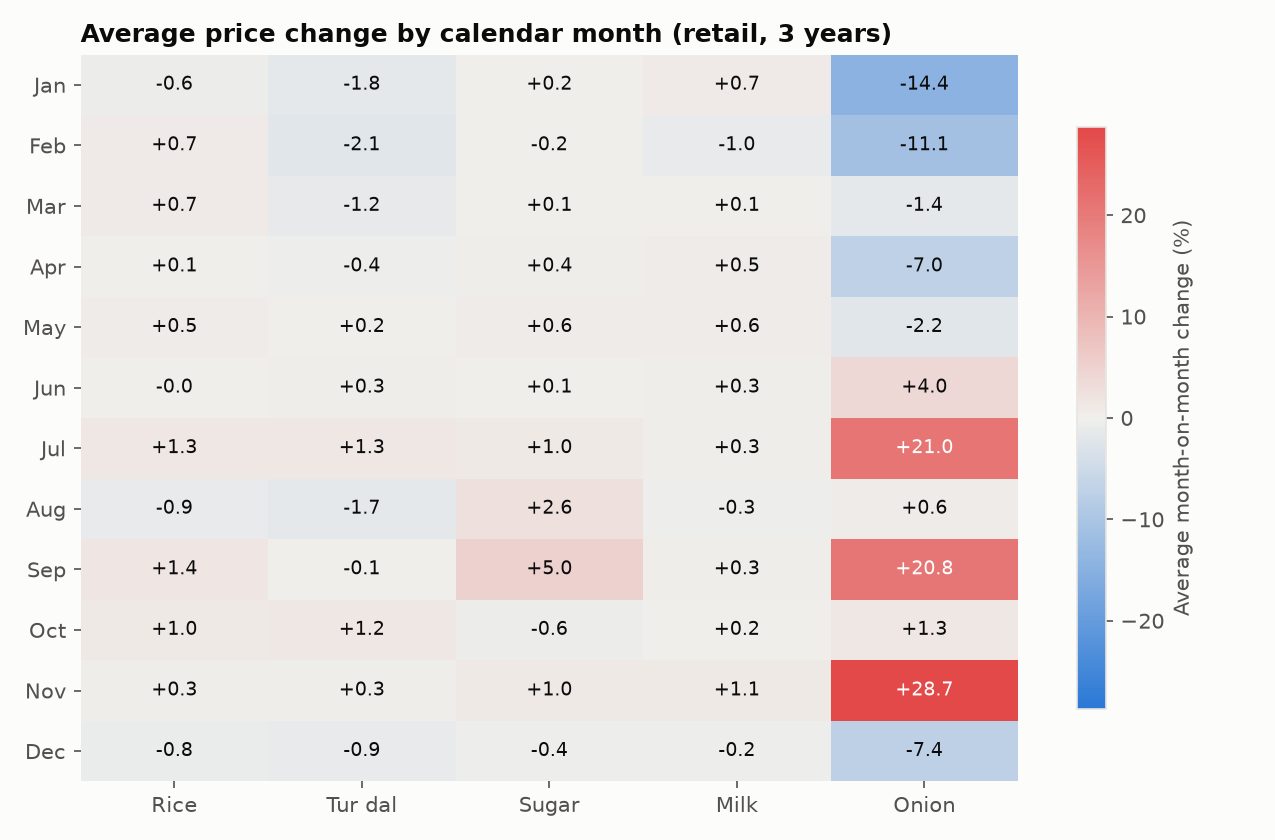 Average price change by calendar month (retail, 3 years)
Jan -0.6 -1.8 +0.2 +0.7 -14.4
Feb +0.7 -2.1 -0.2 -1.0 -11.1
Mar +0.7 -1.2 +0.1 +0.1 -1.4
Apr +0.1 -0.4 +0.4 +0.5 -7.0
May +0.5 +0.2 +0.6 +0.6 -2.2
Jun -0.0 +0.3 +0.1 +0.3 +4.0
Jul +1.3 +1.3 +1.0 +0.3 +21.0
Aug -0.9 -1.7 +2.6 -0.3 +0.6
Sep +1.4 -0.1 +5.0 +0.3 +20.8
Oct +1.0 +1.2 -0.6 +0.2 +1.3
Nov +0.3 +0.3 +1.0 +1.1 +28.7
Dec -0.8 -0.9 -0.4 -0.2 -7.4
Rice Tur dal Sugar Milk Onion
20
10
0
−10
−20
Average month-on-month change (%)